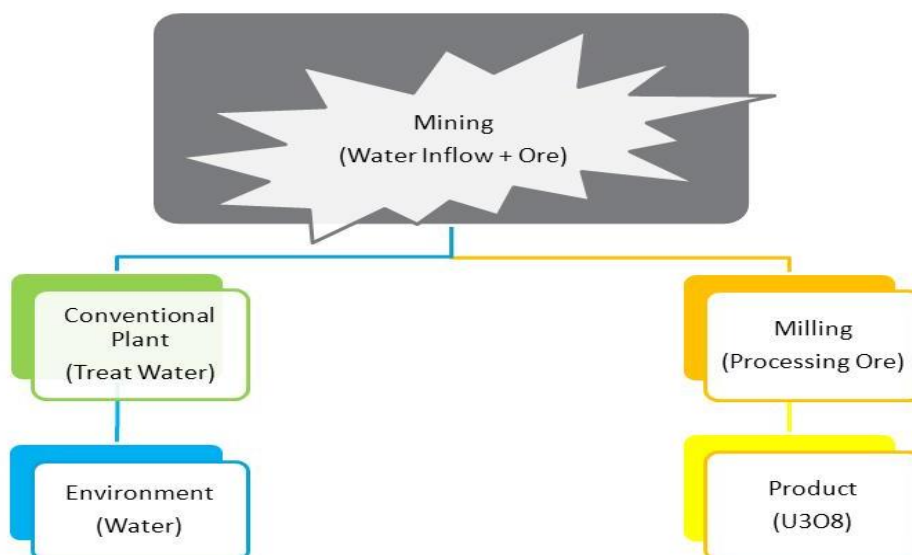 Mining
(Water Inflow + Ore)
Conventional
Plant
(Treat Water)
Milling
(Processing Ore)
Environment
(Water)
Product
(U3O8)